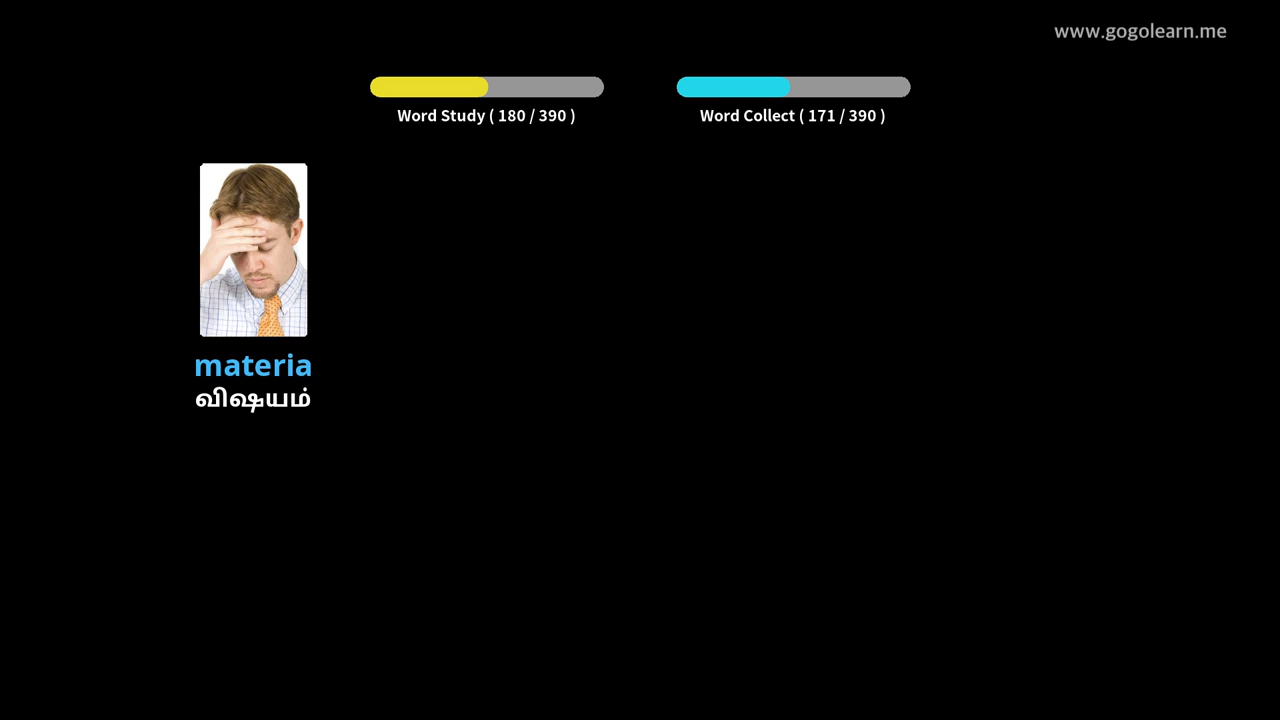 www.gogolearn.me
Word Study ( 180 / 390 )
Word Collect ( 171 / 390 )
materia
விஷயம்